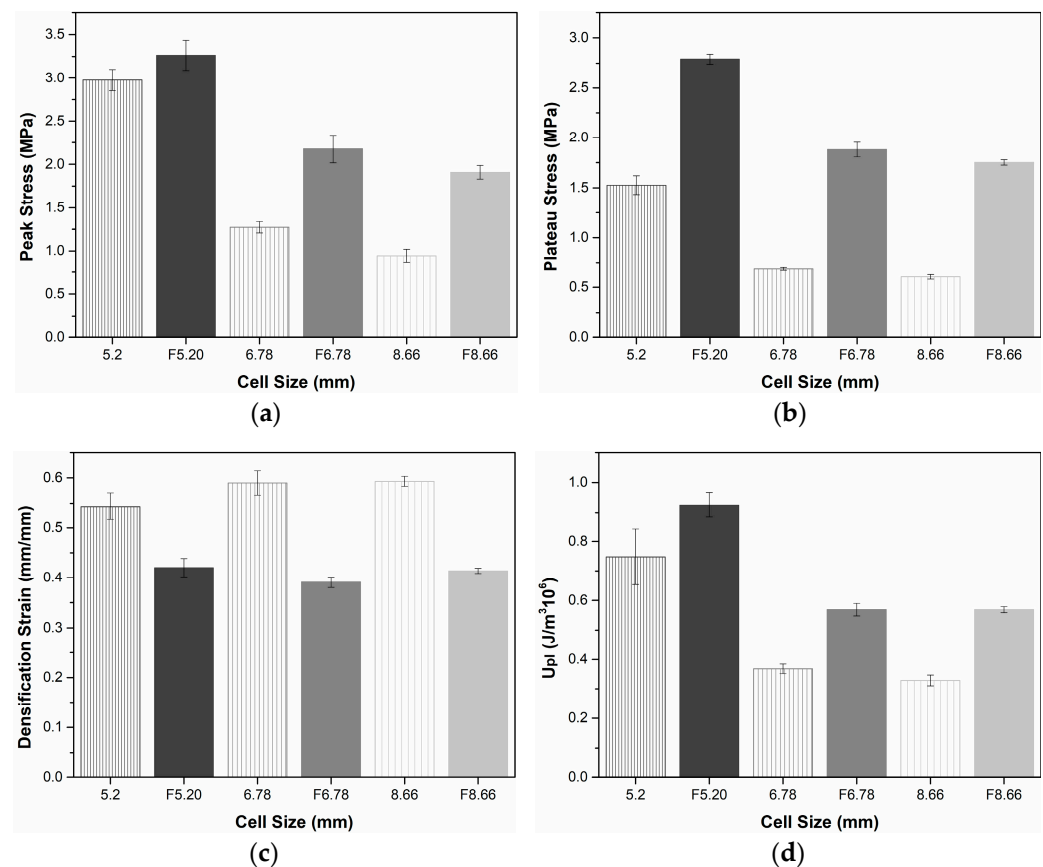 Peak Stress (MPa)
3.5
3.0
2.5
2.0
1.5
1.0
0.5
0.0
5.2 F5.20 6.78 F6.78 8.66 F8.66
Cell Size (mm)
(a)
Plateau Stress (MPa)
3.0
2.5
2.0
1.5
1.0
0.5
0.0
5.2 F5.20 6.78 F6.78 8.66 F8.66
Cell Size (mm)
(b)
Densification Strain (mm/mm)
0.6
0.5
0.4
0.3
0.2
0.1
0.0
5.2 F5.20 6.78 F6.78 8.66 F8.66
Cell Size (mm)
(c)
Upl (J/m³10⁶)
1.0
0.8
0.6
0.4
0.2
0.0
5.2 F5.20 6.78 F6.78 8.66 F8.66
Cell Size (mm)
(d)